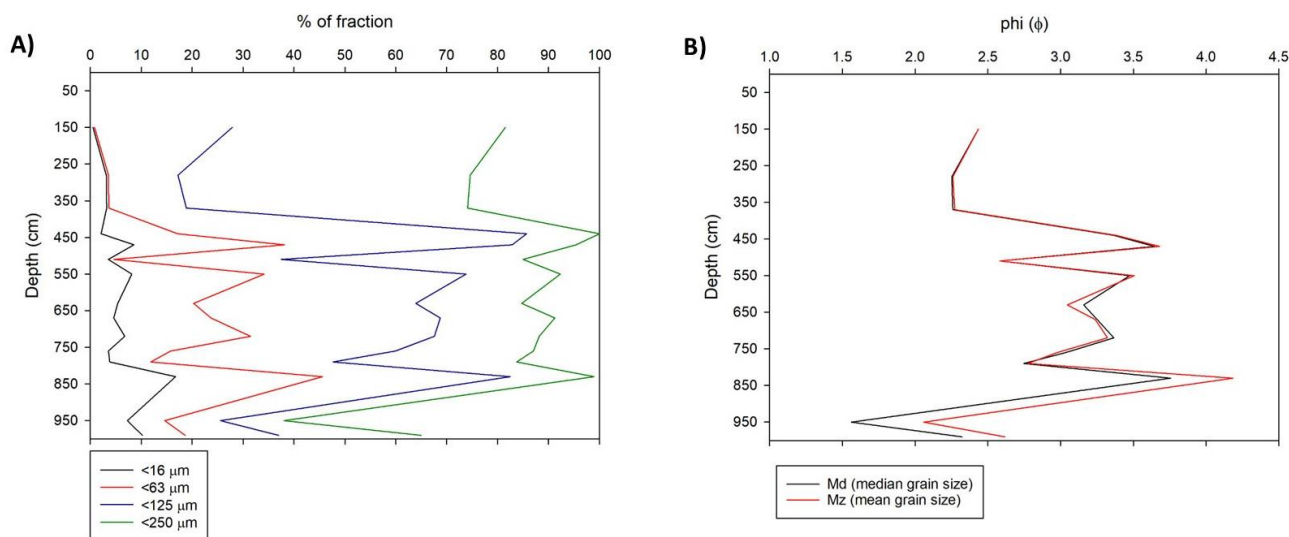 A)
% of fraction
0 10 20 30 40 50 60 70 80 90 100
Depth (cm)
50
150
250
350
450
550
650
750
850
950
<16 μm
<63 μm
<125 μm
<250 μm
B)
phi (ϕ)
1.0 1.5 2.0 2.5 3.0 3.5 4.0 4.5
Depth (cm)
50
150
250
350
450
550
650
750
850
950
Md (median grain size)
Mz (mean grain size)